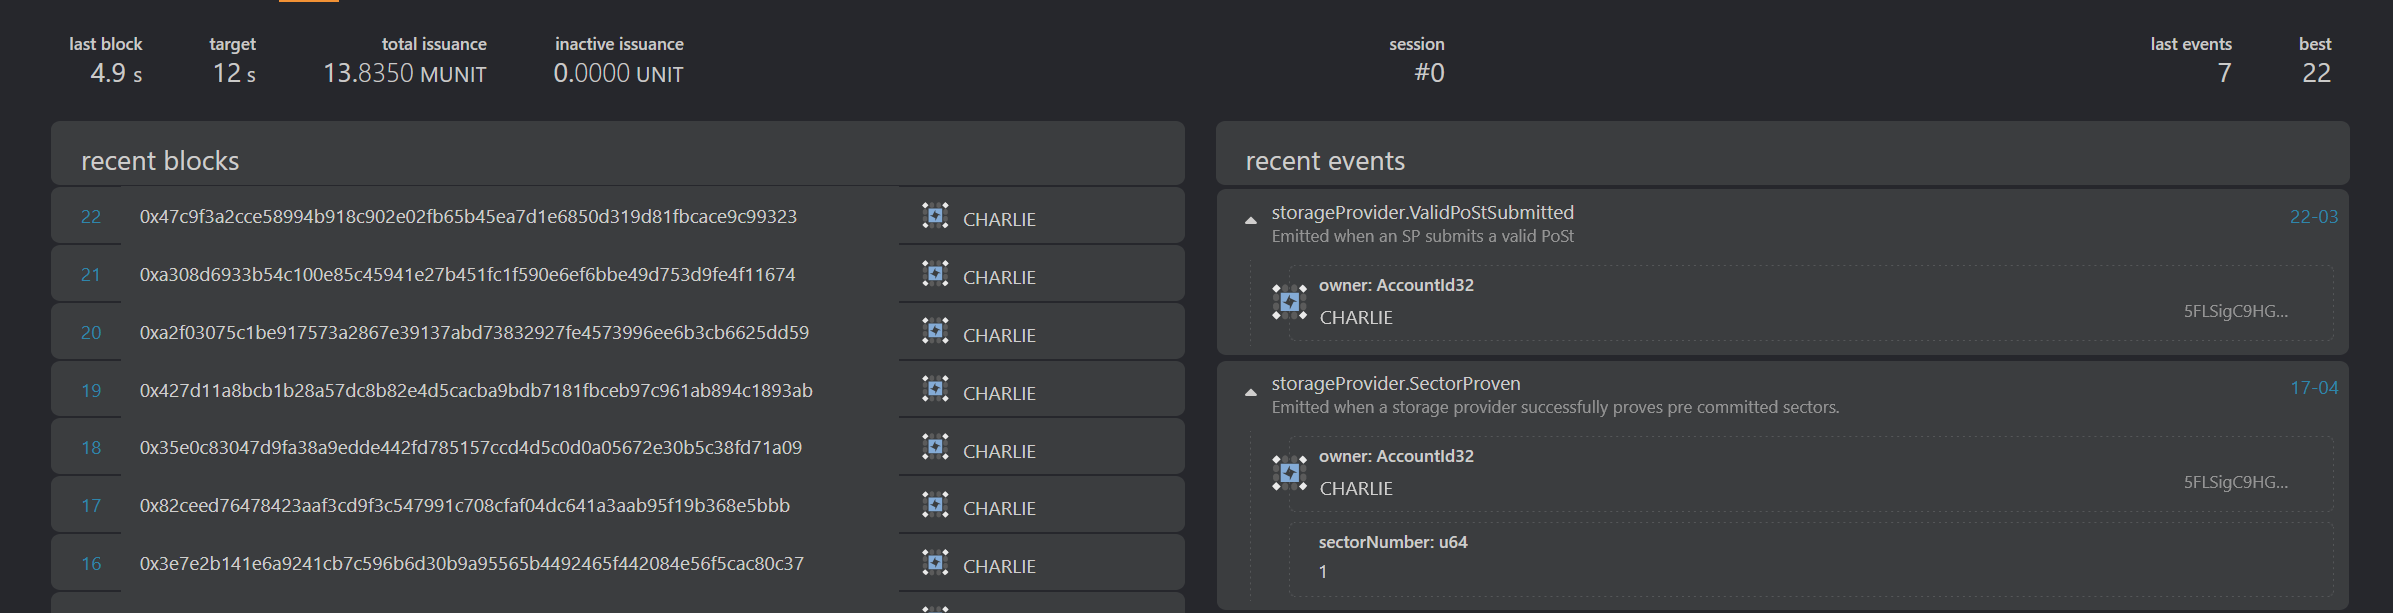 last block
4.9 s
target
12 s
total issuance
13.8350 MUNIT
inactive issuance
0.0000 UNIT
session
#0
last events
7
best
22
recent blocks
22 0x47c9f3a2cce58994b918c902e02fb65b45ea7d1e6850d319d81fbcace9c99323 CHARLIE
21 0xa308d6933b54c100e85c45941e27b451fc1f590e6ef6bbe49d753d9fe4f11674 CHARLIE
20 0xa2f03075c1be917573a2867e39137abd73832927fe4573996ee6b3cb6625dd59 CHARLIE
19 0x427d11a8bcb1b28a57dc8b82e4d5cacba9bdb7181fbceb97c961ab894c1893ab CHARLIE
18 0x35e0c83047d9fa38a9edde442fd785157ccd4d5c0d0a05672e30b5c38fd71a09 CHARLIE
17 0x82ceed76478423aaf3cd9f3c547991c708cfaf04dc641a3aab95f19b368e5bbb CHARLIE
16 0x3e7e2b141e6a9241cb7c596b6d30b9a95565b4492465f442084e56f5cac80c37 CHARLIE
recent events
storageProvider.ValidPoStSubmitted 22-03
Emitted when an SP submits a valid PoSt
owner: AccountId32
CHARLIE 5FLSigC9HG...
storageProvider.SectorProven 17-04
Emitted when a storage provider successfully proves pre committed sectors.
owner: AccountId32
CHARLIE 5FLSigC9HG...
sectorNumber: u64
1